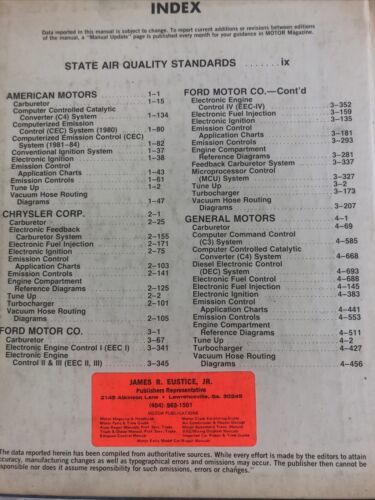 INDEX
Data reported in this manual is subject to change. To report current additions or revisions between editions
of the manual, a "Manual Update" page is published every month for your guidance in MOTOR Magazine.
STATE AIR QUALITY STANDARDS ....... ix
AMERICAN MOTORS 1–1
Carburetor 1–15
Computer Controlled Catalytic
Converter (C4) System 1–134
Computerized Emission
Control (CEC) System (1980) 1–80
Computerized Emission Control (CEC)
System (1981–84) 1–82
Conventional Ignition System 1–37
Electronic Ignition 1–38
Emission Control
Application Charts 1–43
Emission Controls 1–61
Tune Up 1–2
Vacuum Hose Routing
Diagrams 1–47
CHRYSLER CORP. 2–1
Carburetor 2–25
Electronic Feedback
Carburetor System 2–155
Electronic Fuel Injection 2–171
Electronic Ignition 2–75
Emission Control
Application Charts 2–103
Emission Controls 2–141
Engine Compartment
Reference Diagrams 2–125
Tune Up 2–2
Turbocharger 2–101
Vacuum Hose Routing
Diagrams 2–105
FORD MOTOR CO. 3–1
Carburetor 3–67
Electronic Engine Control I (EEC I) 3–341
Electronic Engine
Control II & III (EEC II, III) 3–345
FORD MOTOR CO.—Cont'd
Electronic Engine
Control IV (EEC-IV) 3–352
Electronic Fuel Injection 3–159
Electronic Ignition 3–135
Emission Control
Application Charts 3–181
Emission Controls 3–293
Engine Compartment
Reference Diagrams 3–281
Feedback Carburetor System 3–337
Microprocessor Control
(MCU) System 3–327
Tune Up 3–2
Turbocharger 3–173
Vacuum Hose Routing
Diagrams 3–207
GENERAL MOTORS 4–1
Carburetor 4–69
Computer Command Control
(C3) System 4–585
Computer Controlled Catalytic
Converter (C4) System 4–668
Diesel Electronic Control
(DEC) System 4–693
Electronic Fuel Control 4–688
Electronic Fuel Injection 4–145
Electronic Ignition 4–383
Emission Control
Application Charts 4–441
Emission Controls 4–553
Engine Compartment
Reference Diagrams 4–511
Tune Up 4–2
Turbocharger 4–427
Vacuum Hose Routing
Diagrams 4–456
JAMES R. EUSTICE, JR.
Publishers Representative
2148 Atkinson Lane • Lawrenceville, Ga. 30245
(404) 963-1501
MOTOR PUBLICATIONS
The data reported herein has been compiled from authoritative sources. While every effort is made by the editors to attain
accuracy, manufacturing changes as well as typographical errors and omissions may occur. The publisher then cannot be
responsible nor does it assume responsibility for such omissions, errors or changes."